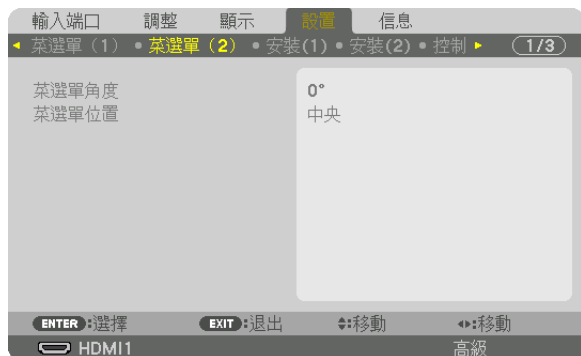 輸入端口 調整 顯示 設置 信息
◂ 菜選單（1） ● 菜選單（2） ● 安裝(1) ● 安裝(2) ● 控制 ▸ 1/3
菜選單角度 0°
菜選單位置 中央
ENTER:選擇 EXIT:退出 ♦:移動 ◂▸:移動
HDMI1 高級